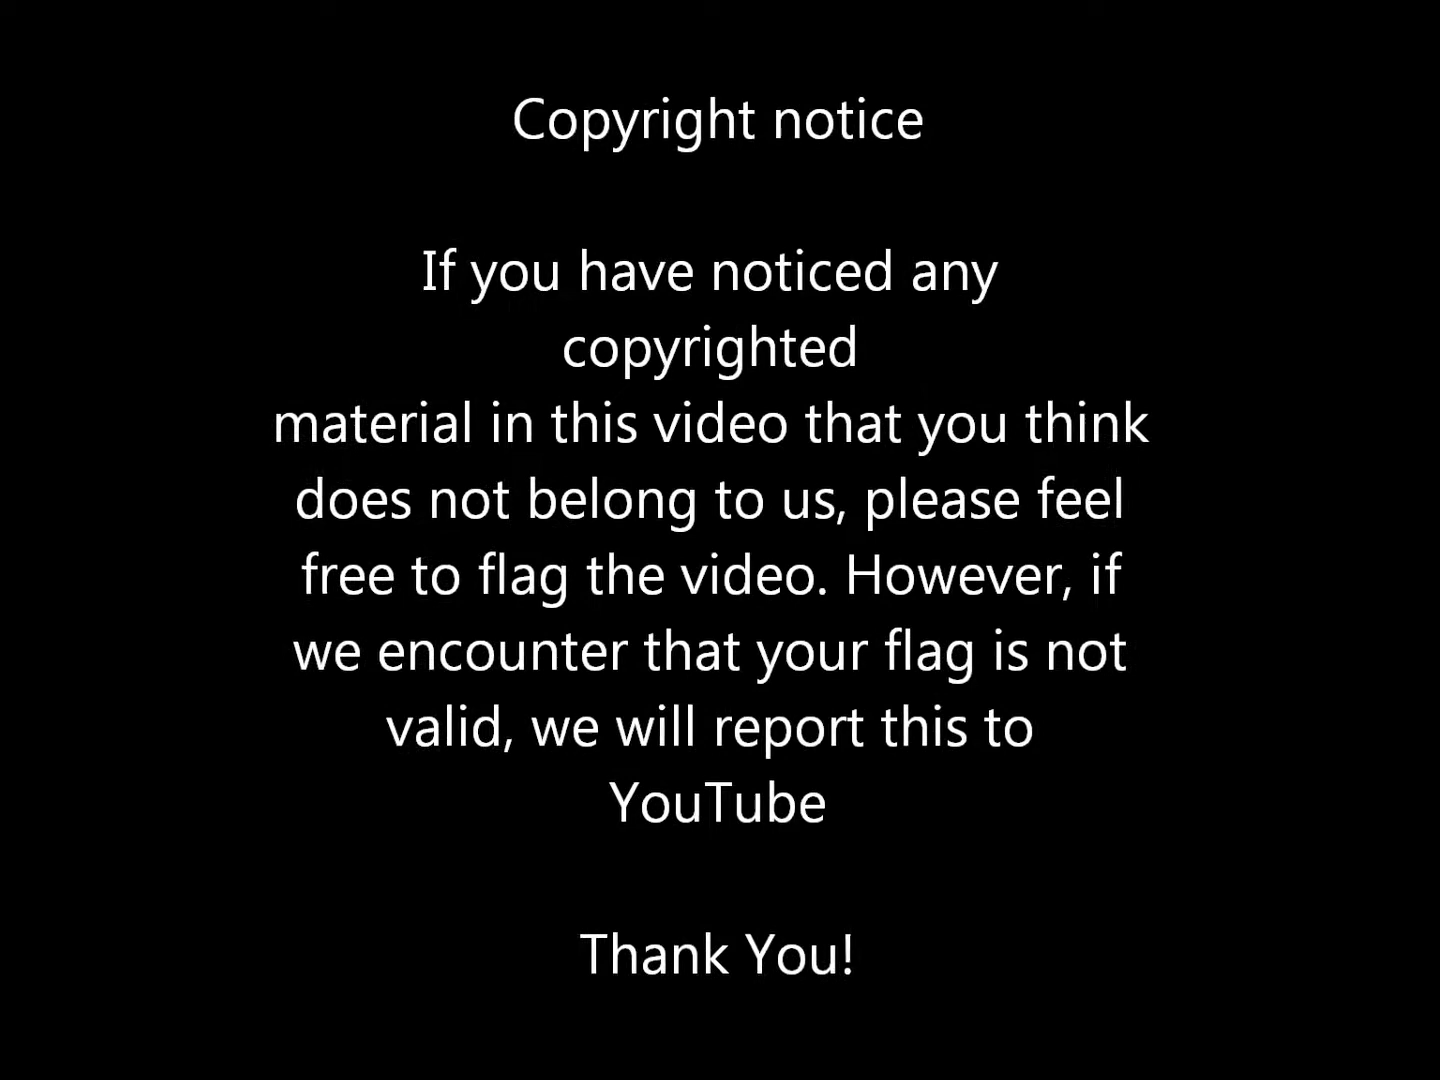 Copyright notice
If you have noticed any
copyrighted
material in this video that you think
does not belong to us, please feel
free to flag the video. However, if
we encounter that your flag is not
valid, we will report this to
YouTube
Thank You!